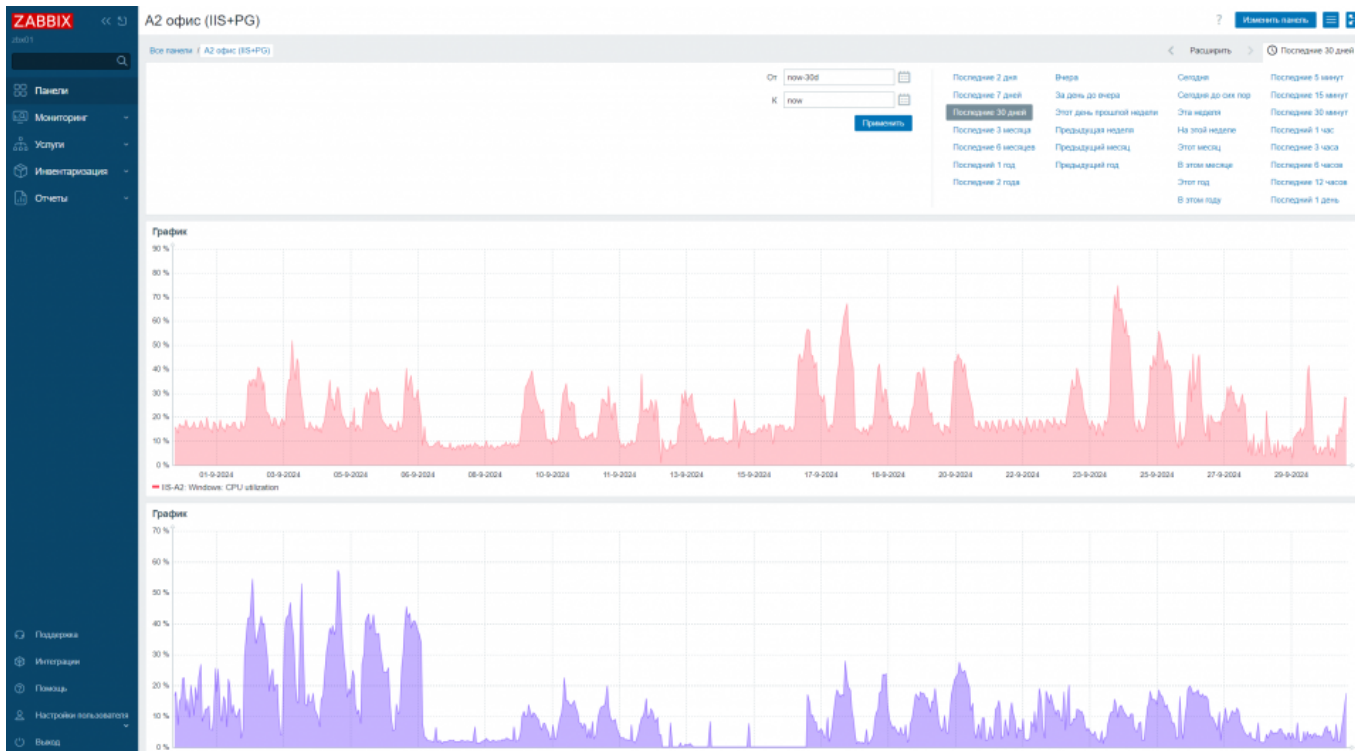 ZABBIX
А2 офис (IIS+PG)
?
Изменить панель
zbx01
Все панели / А2 офис (IIS+PG)
Расширить
Последние 30 дней
Панели
Мониторинг
Услуги
Инвентаризация
Отчеты
От now-30d
К now
Применить
Последние 2 дня Вчера Сегодня Последние 5 минут
Последние 7 дней За день до вчера Сегодня до сих пор Последние 15 минут
Последние 30 дней Этот день прошлой недели Эта неделя Последние 30 минут
Последние 3 месяца Предыдущая неделя На этой неделе Последний 1 час
Последние 6 месяцев Предыдущий месяц Этот месяц Последние 3 часа
Последний 1 год Предыдущий год В этом месяце Последние 6 часов
Последние 2 года Этот год Последние 12 часов
В этом году Последний 1 день
График
90 %
80 %
70 %
60 %
50 %
40 %
30 %
20 %
10 %
0 %
01-9-2024 03-9-2024 05-9-2024 06-9-2024 08-9-2024 10-9-2024 11-9-2024 13-9-2024 15-9-2024 17-9-2024 18-9-2024 20-9-2024 22-9-2024 23-9-2024 25-9-2024 27-9-2024 29-9-2024
IIS-A2: Windows: CPU utilization
График
70 %
60 %
50 %
40 %
30 %
20 %
10 %
0 %
Поддержка
Интеграции
Помощь
Настройки пользователя
Выход